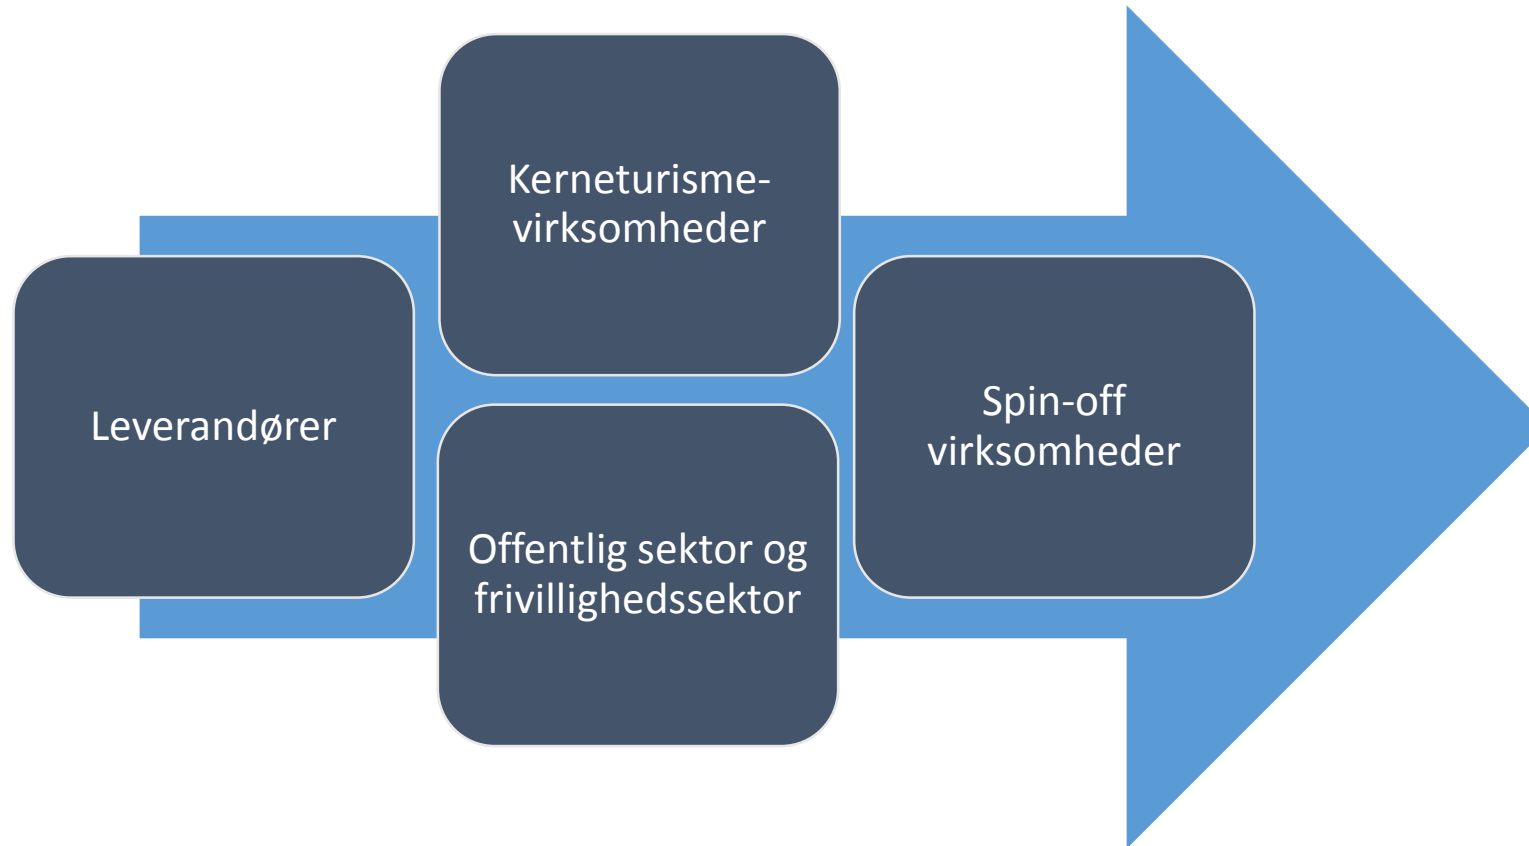 Leverandører
Kerneturisme-
virksomheder
Offentlig sektor og
frivillighedssektor
Spin-off
virksomheder